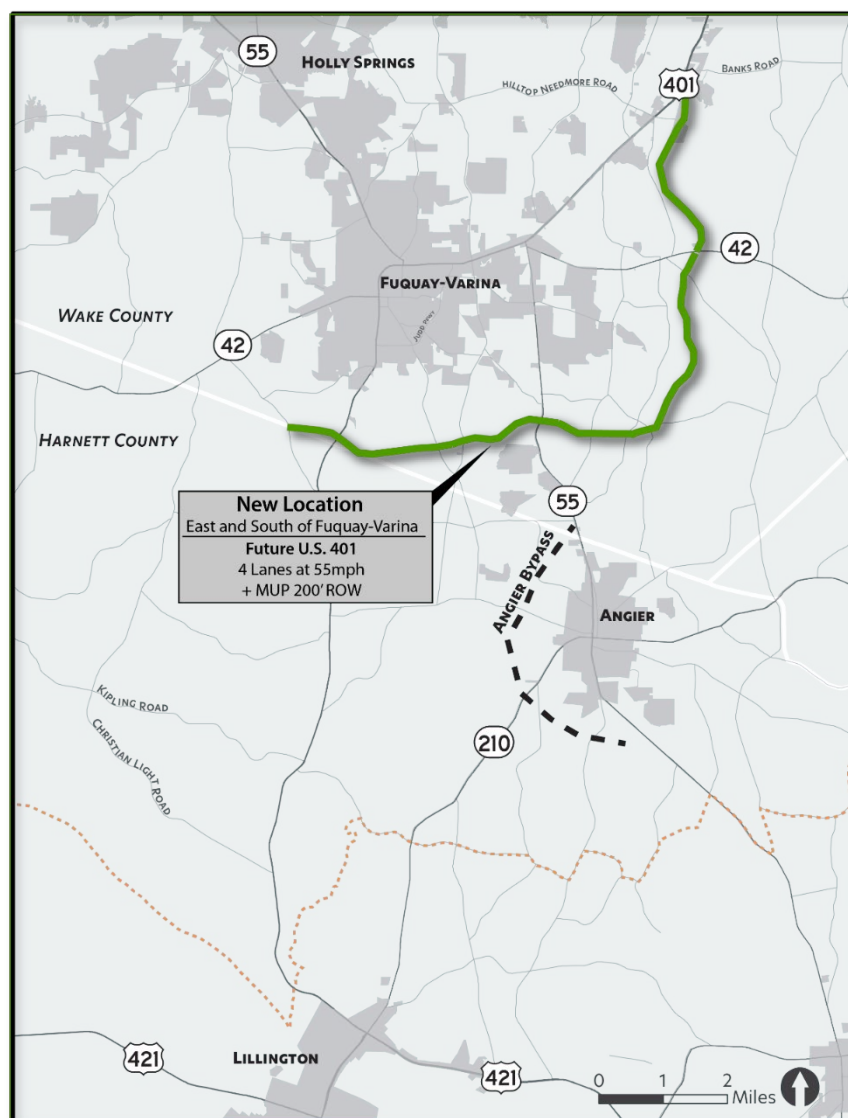 55
HOLLY SPRINGS
401
BANKS ROAD
HILLTOP NEEDMORE ROAD
42
FUQUAY-VARINA
JUDD PKWY
WAKE COUNTY
42
HARNETT COUNTY
New Location
East and South of Fuquay-Varina
Future U.S. 401
4 Lanes at 55mph
+ MUP 200' ROW
55
ANGIER BYPASS
ANGIER
KIPLING ROAD
CHRISTIAN LIGHT
ROAD
210
421
LILLINGTON
421
0 1 2
Miles